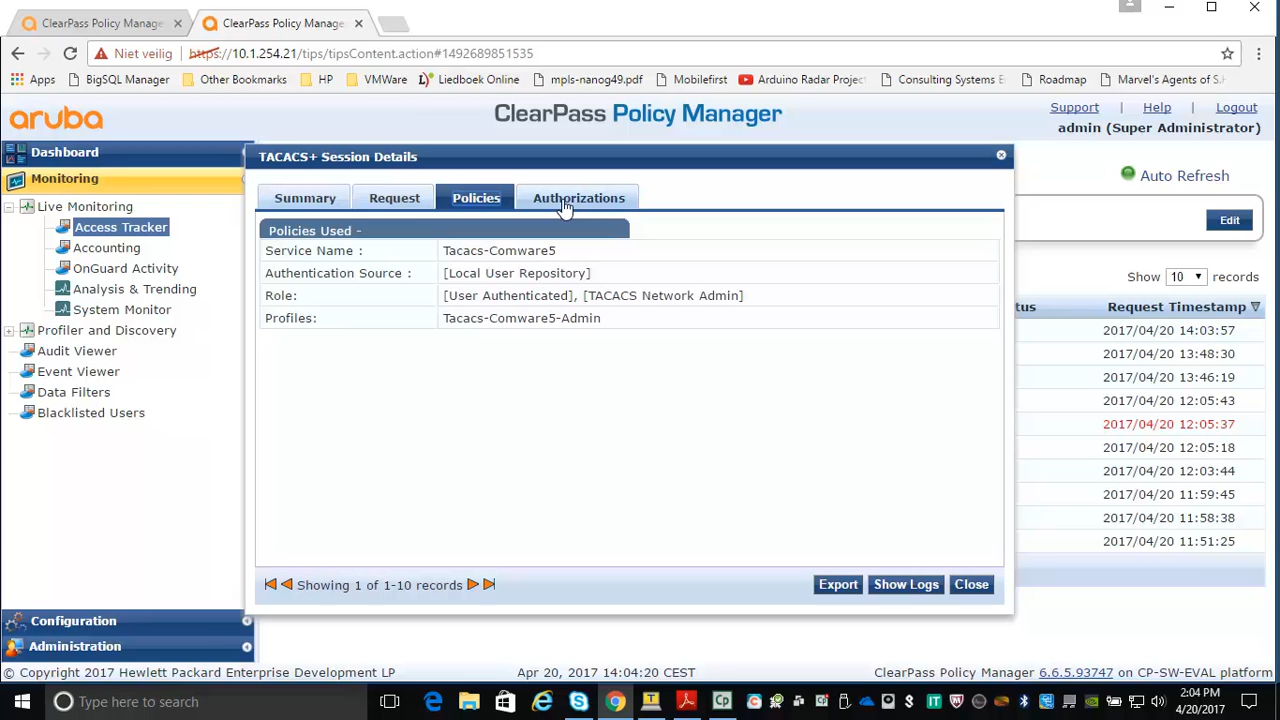 ClearPass Policy Manage
ClearPass Policy Manage
Niet veilig
https://10.1.254.21/tips/tipsContent.action#1492689851535
Apps
BigSQL Manager
Other Bookmarks
HP
VMWare
Lijstboek Online
mpls-nanog49.pdf
Mobilefirst
Arduino Radar Proje
Consulting Systems E
Roadmap
Marvel's Agents of S.
aruba
ClearPass Policy Manager
Support | Help | Logout
admin (Super Administrator)
Dashboard
Monitoring
Live Monitoring
Access Tracker
Accounting
OnGuard Activity
Analysis & Trending
System Monitor
Profiler and Discovery
Audit Viewer
Event Viewer
Data Filters
Blacklisted Users
Configuration
Administration
TACACS+ Session Details
Summary
Request
Policies
Authorizations
Policies Used -
Service Name : Tacacs-Comware5
Authentication Source : [Local User Repository]
Role: [User Authenticated], [TACACS Network Admin]
Profiles: Tacacs-Comware5-Admin
Showing 1 of 1-10 records
Export
Show Logs
Close
Auto Refresh
Edit
Show 10 records
tus
Request Timestamp
2017/04/20 14:03:57
2017/04/20 13:48:30
2017/04/20 13:46:19
2017/04/20 12:05:43
2017/04/20 12:05:37
2017/04/20 12:05:18
2017/04/20 12:03:44
2017/04/20 11:59:45
2017/04/20 11:58:38
2017/04/20 11:51:25
© Copyright 2017 Hewlett Packard Enterprise Development LP
Apr 20, 2017 14:04:20 CEST
ClearPass Policy Manager 6.6.5.93747 on CP-SW-EVAL platform
Type here to search
2:04 PM
4/20/2017